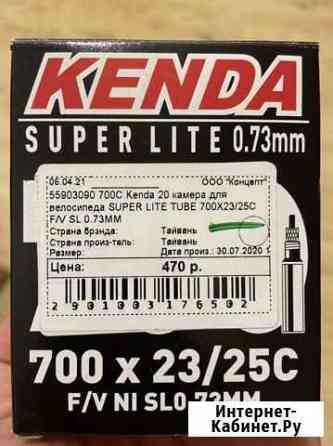 KENDA
SUPER LITE 0.73mm
06.04.21 ООО "Концепт"
55903090 700C Kenda 20 камера для
велосипеда SUPER LITE TUBE 700X23/25C
F/V SL 0.73MM
Страна бренда: Тайвань
Страна произ-тель: Тайвань
Размер: Дата произ.: 30.07.2020
Цена: 470 р.
2901003176502
700 x 23/25C
F/V NI SL0.73MM
Интернет-
Кабинет.Ру